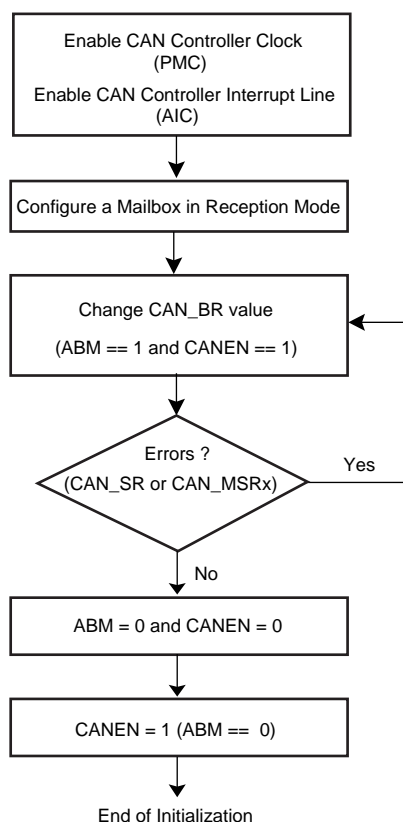 Enable CAN Controller Clock
(PMC)
Enable CAN Controller Interrupt Line
(AIC)
Configure a Mailbox in Reception Mode
Change CAN_BR value
(ABM == 1 and CANEN == 1)
Errors ?
(CAN_SR or CAN_MSRx)
Yes
No
ABM = 0 and CANEN = 0
CANEN = 1 (ABM == 0)
End of Initialization